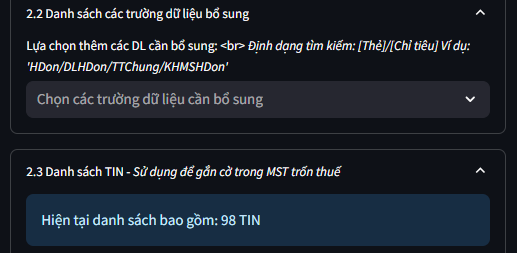 2.2 Danh sách các trường dữ liệu bổ sung
Lựa chọn thêm các DL cần bổ sung: <br> Định dạng tìm kiếm: [Thẻ]/[Chỉ tiêu] Ví dụ:
'HDon/DLHDon/TTChung/KHMSHDon'
Chọn các trường dữ liệu cần bổ sung
2.3 Danh sách TIN - Sử dụng để gắn cờ trong MST trốn thuế
Hiện tại danh sách bao gồm: 98 TIN